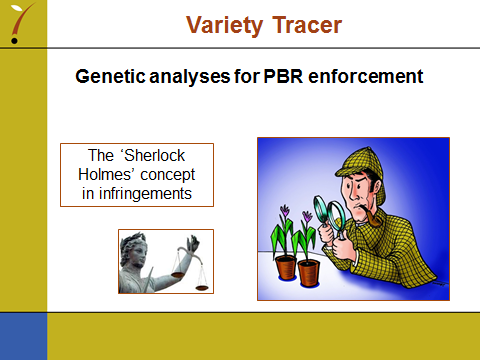 Variety Tracer
Genetic analyses for PBR enforcement
The ‘Sherlock
Holmes’ concept
in infringements